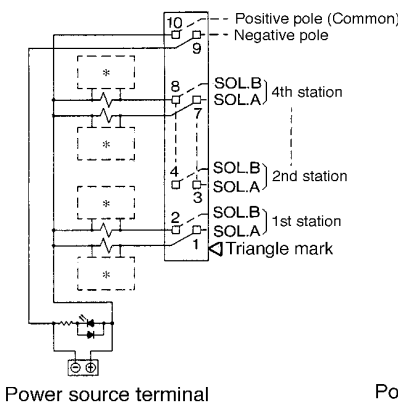 10 Positive pole (Common)
9 Negative pole
*
8 SOL.B
7 SOL.A
4th station
*
4 SOL.B
3 SOL.A
2nd station
*
2 SOL.B
1 SOL.A
1st station
Triangle mark
*
⊖ ⊕
Power source terminal
Po